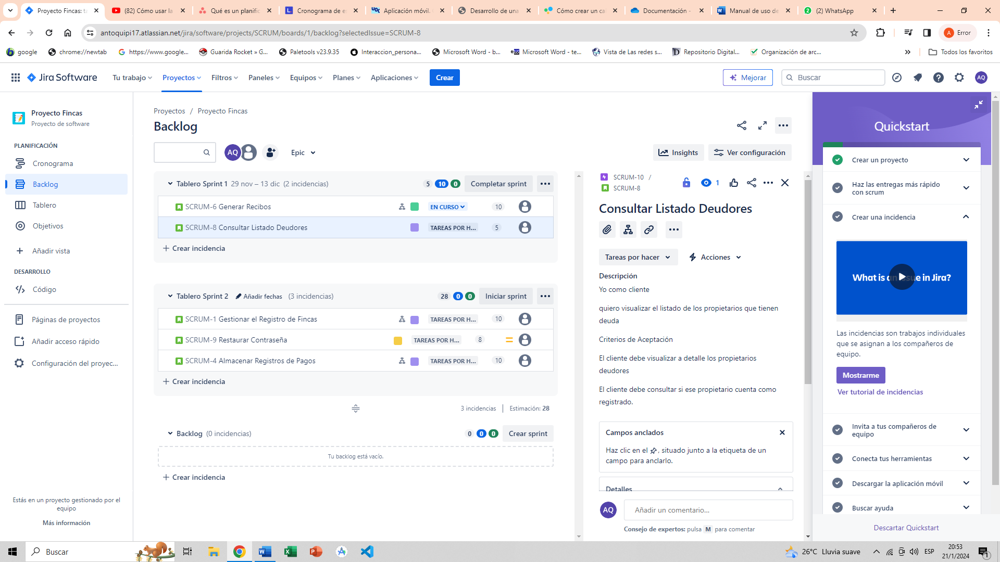 Proyecto Fincas: ta
(82) Cómo usar la
Qué es un planific
Cronograma de e
Aplicación móvil.
Desarrollo de una
Cómo crear un ca
Documentación -
Manual de uso de
(2) WhatsApp
antoquipi17.atlassian.net/jira/software/projects/SCRUM/boards/1/backlog?selectedIssue=SCRUM-8
Error
google
chrome://newtab
https://www.google...
Guarida Rocket » G...
Paletools v23.9.35
Interaccion_persona...
Microsoft Word - b...
Microsoft Word - te...
Vista de Las redes s...
Repositorio Digital...
Organización de arc...
Todos los favoritos
Jira Software
Tu trabajo
Proyectos
Filtros
Paneles
Equipos
Planes
Aplicaciones
Crear
Mejorar
Buscar
AQ
Proyecto Fincas
Proyecto de software
PLANIFICACIÓN
Cronograma
Backlog
Tablero
Objetivos
Añadir vista
DESARROLLO
Código
Páginas de proyectos
Añadir acceso rápido
Configuración del proyec...
Estás en un proyecto gestionado por el
equipo
Más información
Proyectos / Proyecto Fincas
Backlog
AQ
Epic
Insights
Ver configuración
Tablero Sprint 1 29 nov – 13 dic (2 incidencias) 5 10 0 Completar sprint
SCRUM-6 Generar Recibos EN CURSO 10
SCRUM-8 Consultar Listado Deudores TAREAS POR H... 5
Crear incidencia
Tablero Sprint 2 Añadir fechas (3 incidencias) 28 0 0 Iniciar sprint
SCRUM-1 Gestionar el Registro de Fincas TAREAS POR H... 10
SCRUM-9 Restaurar Contraseña TAREAS POR H... 8
SCRUM-4 Almacenar Registros de Pagos TAREAS POR H... 10
Crear incidencia
3 incidencias Estimación: 28
Backlog (0 incidencias) 0 0 0 Crear sprint
Tu backlog está vacío.
Crear incidencia
SCRUM-10 /
SCRUM-8
1
Consultar Listado Deudores
Tareas por hacer
Acciones
Descripción
Yo como cliente
quiero visualizar el listado de los propietarios que tienen
deuda
Criterios de Aceptación
El cliente debe visualizar a detalle los propietarios
deudores
El cliente debe consultar si ese propietario cuenta como
registrado.
Campos anclados
Haz clic en el , situado junto a la etiqueta de un
campo para anclarlo.
Detalles
AQ
Añadir un comentario...
Consejo de expertos: pulsa M para comentar
Quickstart
Crear un proyecto
Haz las entregas más rápido
con scrum
Crear una incidencia
What is an issue in Jira?
Las incidencias son trabajos individuales
que se asignan a los compañeros de
equipo.
Mostrarme
Ver tutorial de incidencias
Invita a tus compañeros de
equipo
Conecta tus herramientas
Descargar la aplicación móvil
Buscar ayuda
Descartar Quickstart
Buscar
26°C Lluvia suave
ESP
20:53
21/1/2024
1